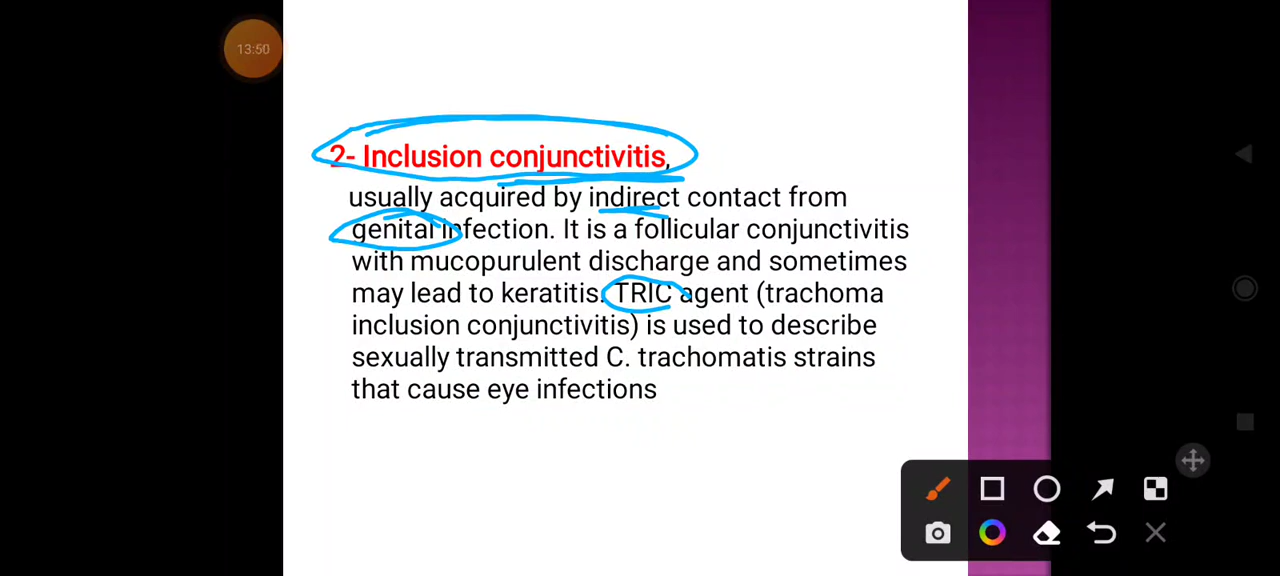 13:50
2- Inclusion conjunctivitis,
usually acquired by indirect contact from
genital infection. It is a follicular conjunctivitis
with mucopurulent discharge and sometimes
may lead to keratitis. TRIC agent (trachoma
inclusion conjunctivitis) is used to describe
sexually transmitted C. trachomatis strains
that cause eye infections